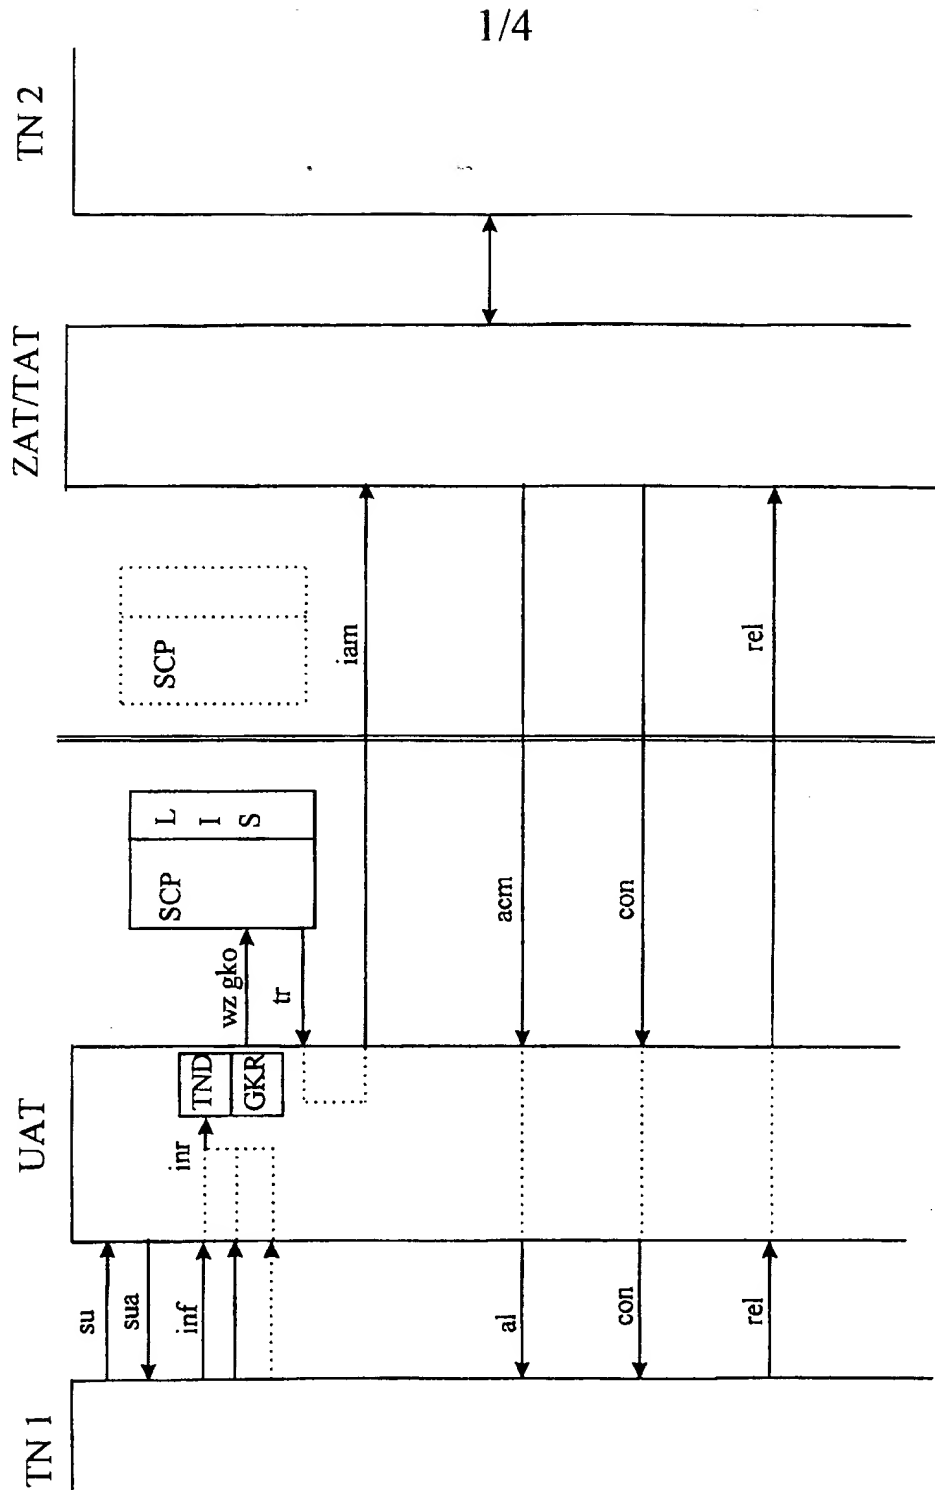 1/4
TN 1
UAT
ZAT/TAT
TN 2
su
sua
inf
inr
TND
GKR
wz gko
tr
SCP
L
I
S
SCP
iam
al
acm
con
con
rel
rel